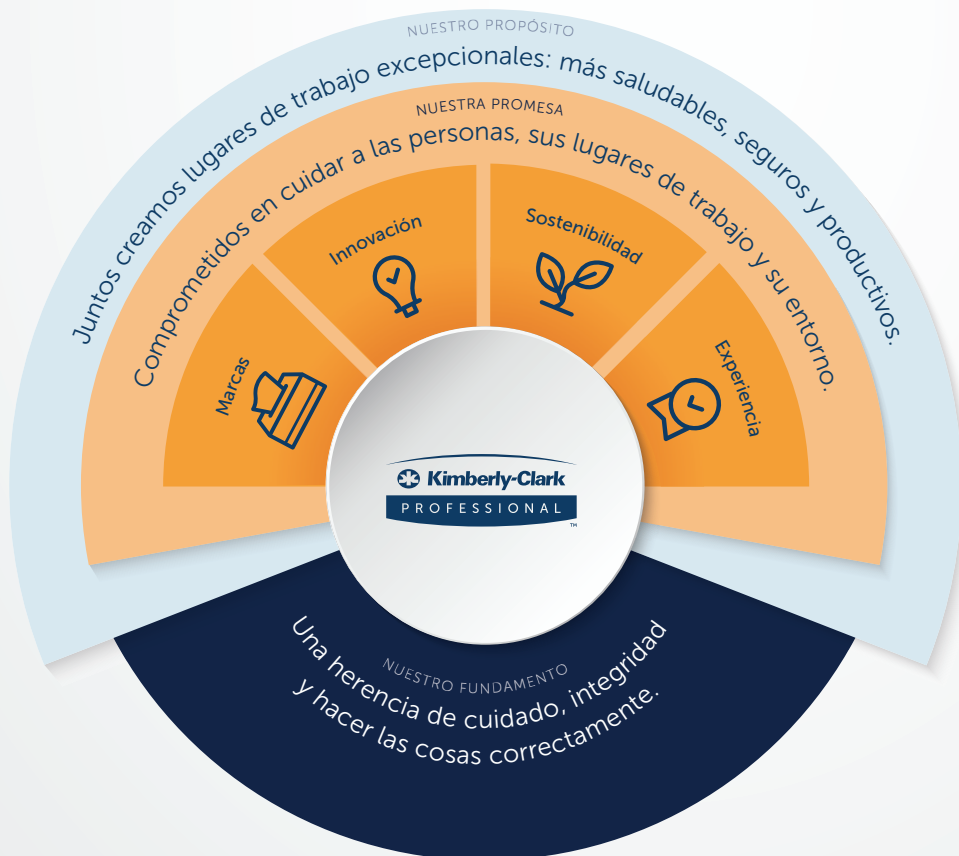 NUESTRO PROPÓSITO
Juntos creamos lugares de trabajo excepcionales: más saludables, seguros y productivos.
NUESTRA PROMESA
Comprometidos en cuidar a las personas, sus lugares de trabajo y su entorno.
Marcas
Innovación
Sostenibilidad
Experiencia
Kimberly-Clark
PROFESSIONAL
™
NUESTRO FUNDAMENTO
Una herencia de cuidado, integridad
y hacer las cosas correctamente.